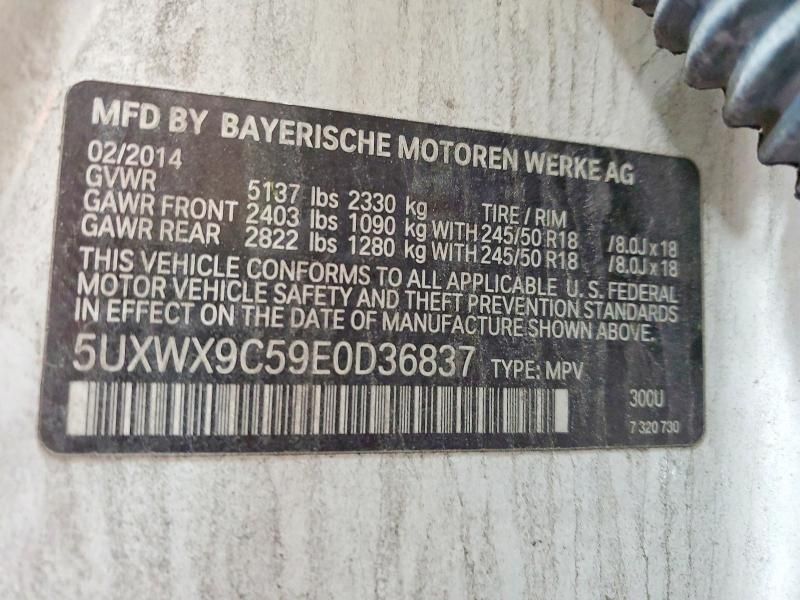 MFD BY BAYERISCHE MOTOREN WERKE AG
02/2014
GVWR 5137 lbs 2330 kg TIRE / RIM
GAWR FRONT 2403 lbs 1090 kg WITH 245/50 R18 /8.0J x 18
GAWR REAR 2822 lbs 1280 kg WITH 245/50 R18 /8.0J x 18
THIS VEHICLE CONFORMS TO ALL APPLICABLE U.S. FEDERAL
MOTOR VEHICLE SAFETY AND THEFT PREVENTION STANDARDS
IN EFFECT ON THE DATE OF MANUFACTURE SHOWN ABOVE.
5UXWX9C59E0D36837 TYPE: MPV
300U
7 320 730